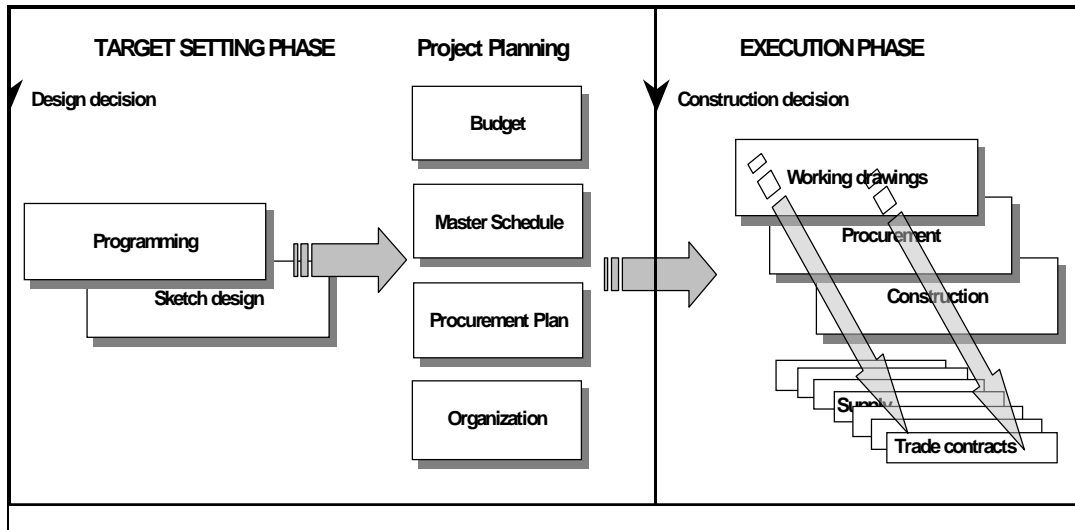 TARGET SETTING PHASE
Project Planning
EXECUTION PHASE
Design decision
Construction decision
Budget
Working drawings
Programming
Master Schedule
Procurement
Sketch design
Construction
Procurement Plan
Organization
Supply
Trade contracts